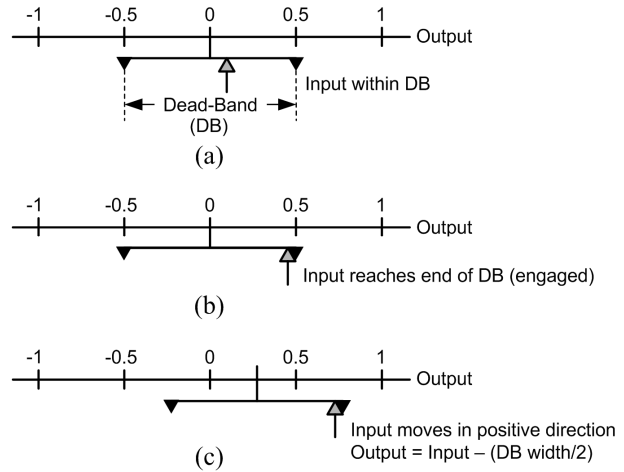 -1 -0.5 0 0.5 1
Output
Input within DB
Dead-Band
(DB)
(a)
-1 -0.5 0 0.5 1
Output
Input reaches end of DB (engaged)
(b)
-1 -0.5 0 0.5 1
Output
Input moves in positive direction
Output = Input – (DB width/2)
(c)